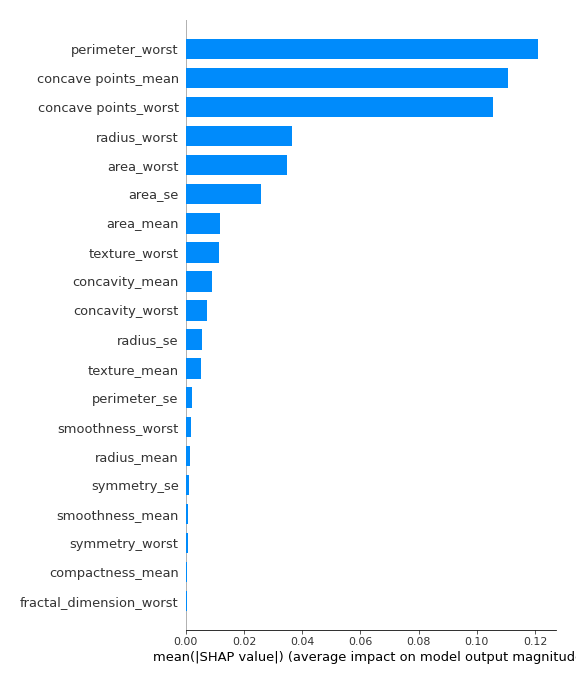 perimeter_worst
concave points_mean
concave points_worst
radius_worst
area_worst
area_se
area_mean
texture_worst
concavity_mean
concavity_worst
radius_se
texture_mean
perimeter_se
smoothness_worst
radius_mean
symmetry_se
smoothness_mean
symmetry_worst
compactness_mean
fractal_dimension_worst
0.00 0.02 0.04 0.06 0.08 0.10 0.12
mean(|SHAP value|) (average impact on model output magnitud